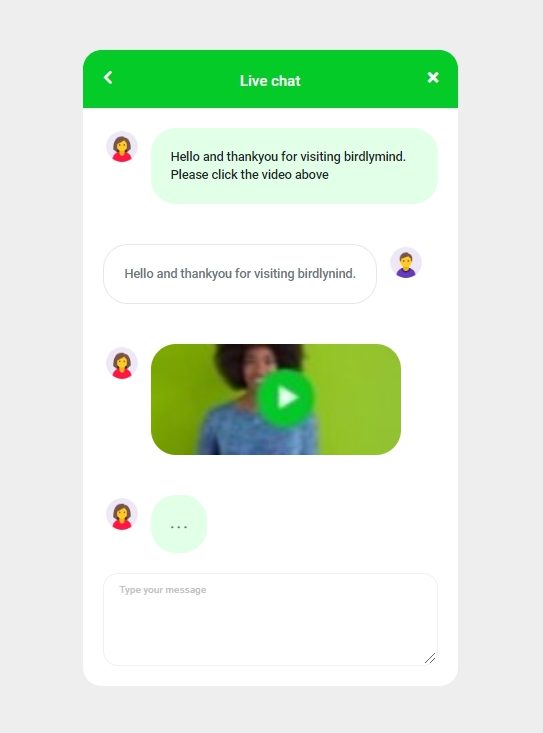 Live chat
Hello and thankyou for visiting birdlymind.
Please click the video above
Hello and thankyou for visiting birdlynind.
...
Type your message